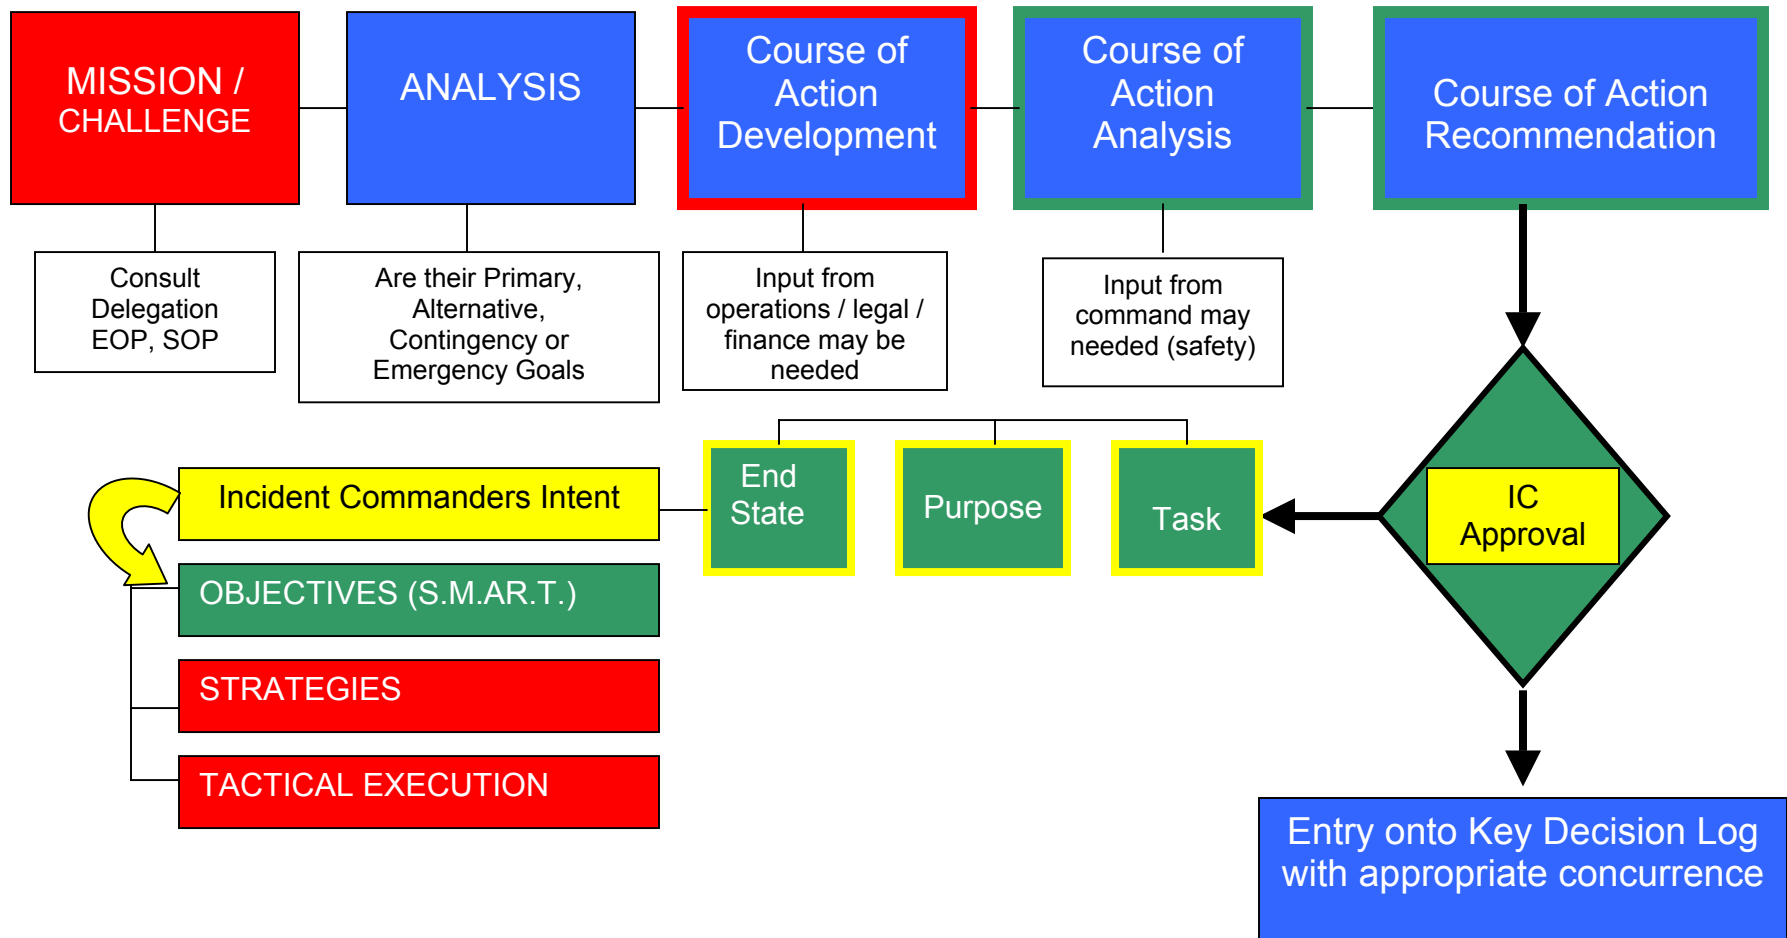 MISSION /
CHALLENGE
ANALYSIS
Course of
Action
Development
Course of
Action
Analysis
Course of Action
Recommendation
Consult
Delegation
EOP, SOP
Are their Primary,
Alternative,
Contingency or
Emergency Goals
Input from
operations / legal /
finance may be
needed
Input from
command may
needed (safety)
Incident Commanders Intent
End
State
Purpose
Task
IC
Approval
OBJECTIVES (S.M.AR.T.)
STRATEGIES
TACTICAL EXECUTION
Entry onto Key Decision Log
with appropriate concurrence